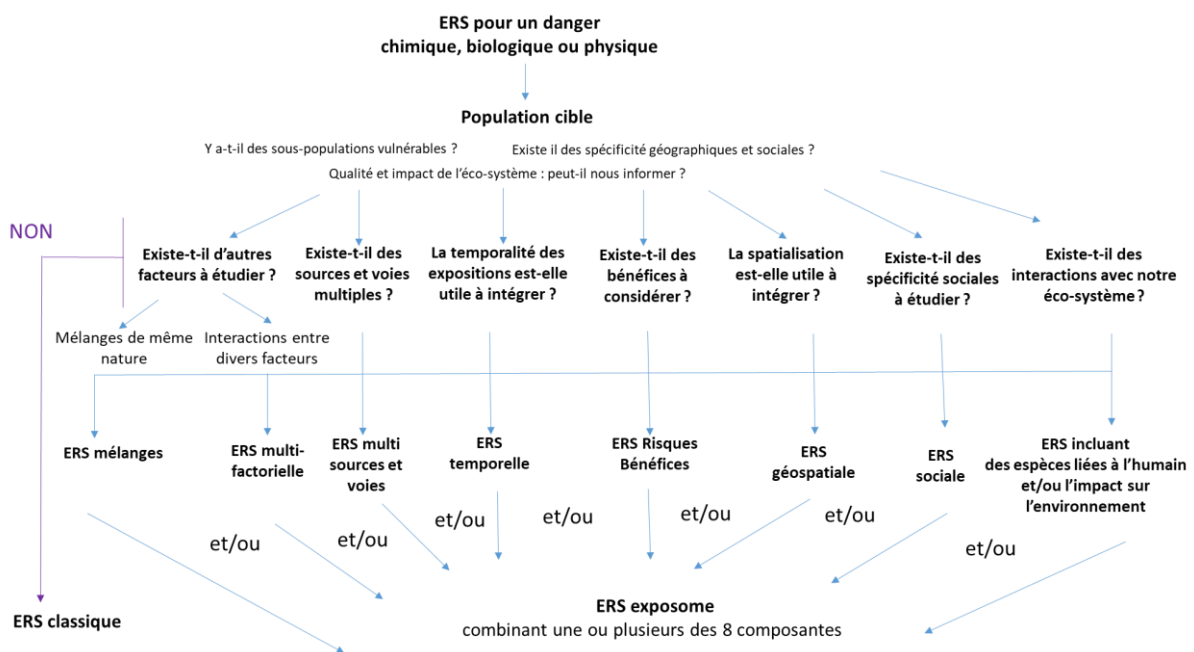 ERS pour un danger
chimique, biologique ou physique
Population cible
Y a-t-il des sous-populations vulnérables ?
Existe il des spécificité géographiques et sociales ?
Qualité et impact de l'éco-système : peut-il nous informer ?
NON
Existe-t-il d'autres
facteurs à étudier ?
Existe-t-il des
sources et voies
multiples ?
La temporalité des
expositions est-elle
utile à intégrer ?
Existe-t-il des
bénéfices à
considérer ?
La spatialisation
est-elle utile à
intégrer ?
Existe-t-il des
spécificité sociales
à étudier ?
Existe-t-il des
interactions avec notre
éco-système ?
Mélanges de même
nature
Interactions entre
divers facteurs
ERS mélanges
ERS multi-
factorielle
ERS multi
sources et
voies
ERS
temporelle
ERS Risques
Bénéfices
ERS
géospatiale
ERS
sociale
ERS incluant
des espèces liées à l'humain
et/ou l'impact sur
l'environnement
et/ou
et/ou
et/ou
et/ou
et/ou
et/ou
et/ou
ERS classique
ERS exposome
combinant une ou plusieurs des 8 composantes